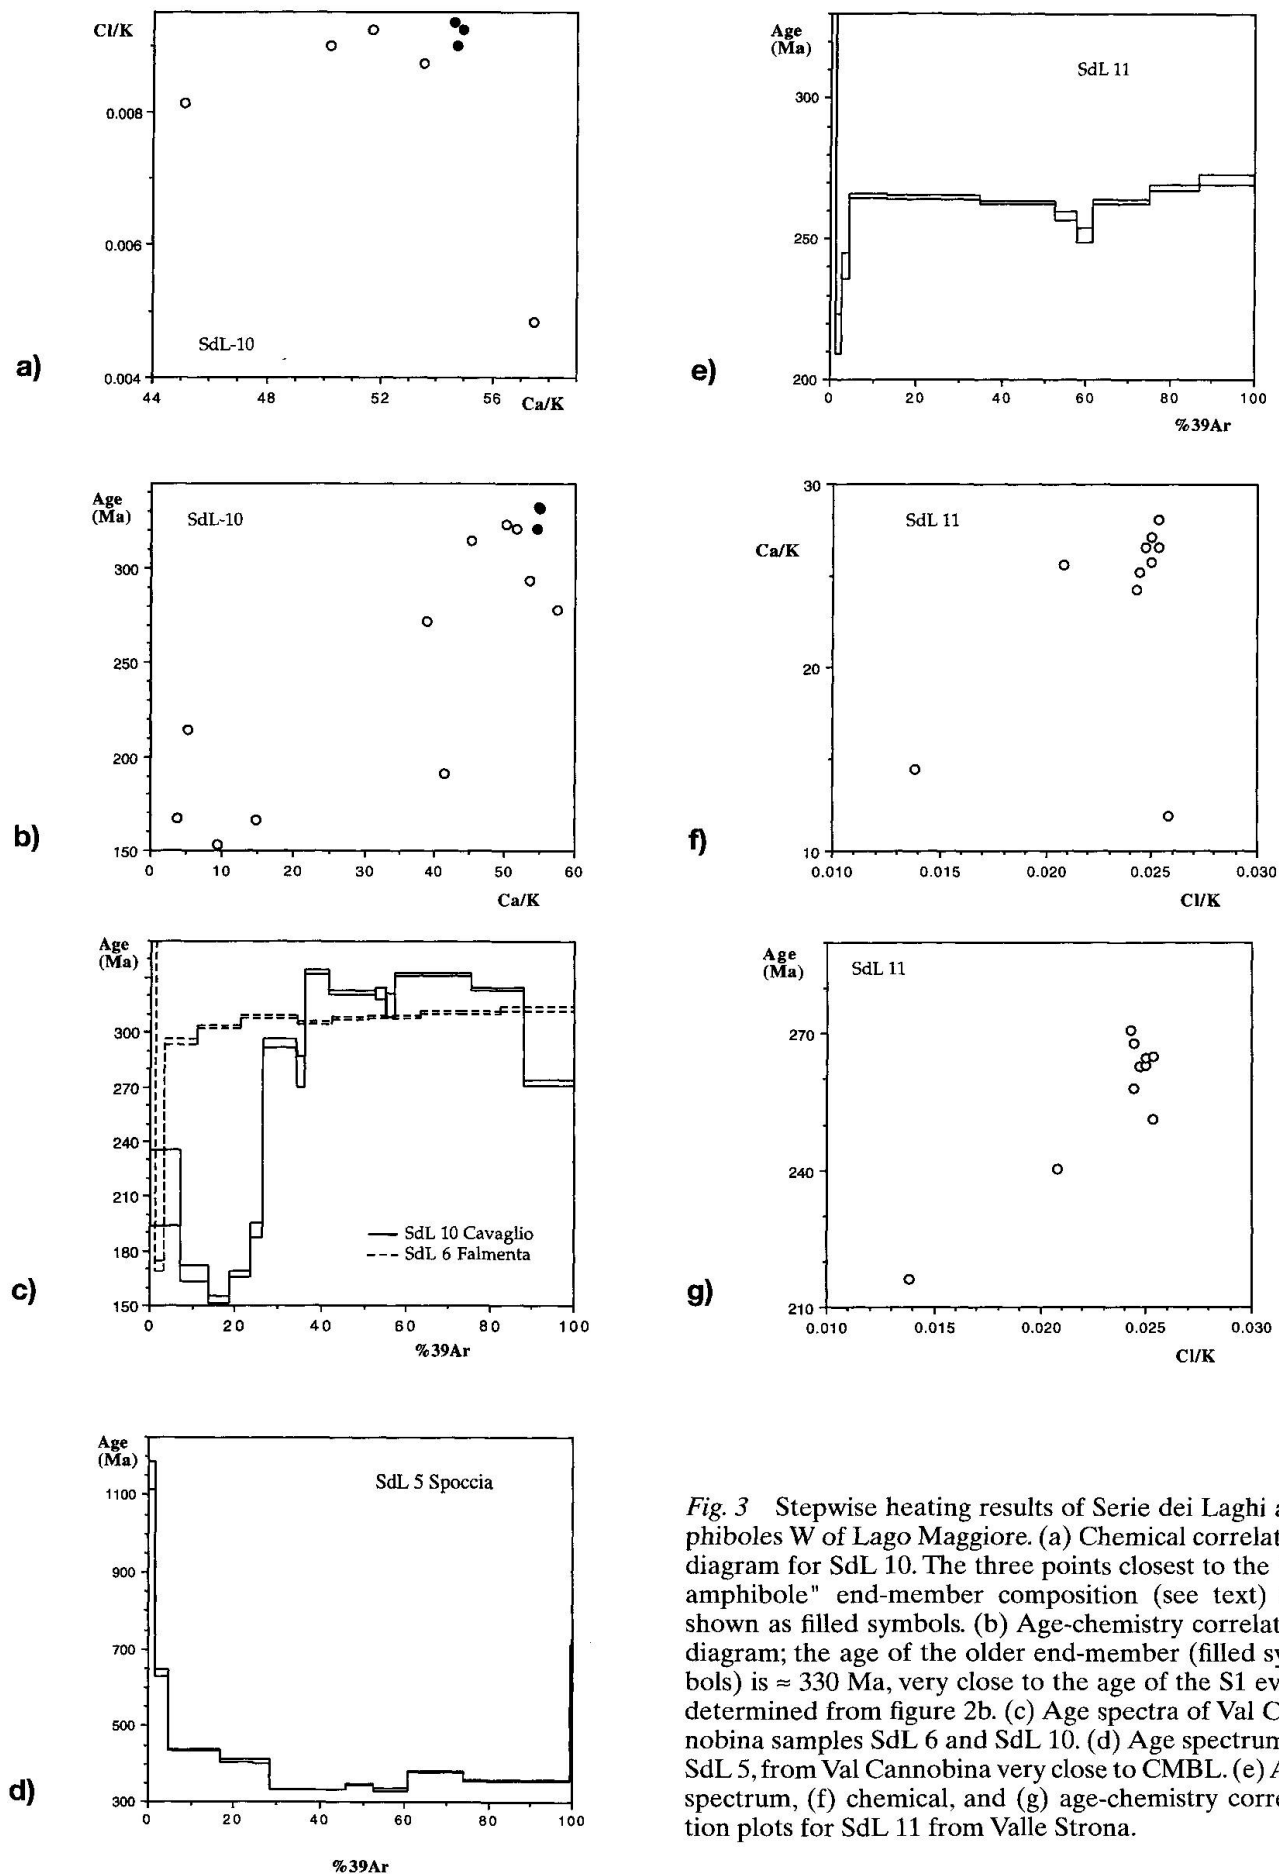 Cl/K
0.008
0.006
0.004
SdL-10
44 48 52 56 Ca/K
a)
Age
(Ma)
SdL-10
300
250
200
150
0 10 20 30 40 50 60
Ca/K
b)
Age
(Ma)
300
270
240
210
180
150
SdL 10 Cavaglio
SdL 6 Falmenta
0 20 40 60 80 100
%39Ar
c)
Age
(Ma)
SdL 5 Spoccia
1100
900
700
500
300
0 20 40 60 80 100
%39Ar
d)
Age
(Ma)
SdL 11
300
250
200
0 20 40 60 80 100
%39Ar
e)
30
SdL 11
Ca/K
20
10
0.010 0.015 0.020 0.025 0.030
Cl/K
f)
Age
(Ma)
SdL 11
270
240
210
0.010 0.015 0.020 0.025 0.030
Cl/K
g)
Fig. 3 Stepwise heating results of Serie dei Laghi a
phiboles W of Lago Maggiore. (a) Chemical correlat
diagram for SdL 10. The three points closest to the
amphibole" end-member composition (see text)
shown as filled symbols. (b) Age-chemistry correlat
diagram; the age of the older end-member (filled sy
bols) is ≈ 330 Ma, very close to the age of the S1 ev
determined from figure 2b. (c) Age spectra of Val C
nobina samples SdL 6 and SdL 10. (d) Age spectrum
SdL 5, from Val Cannobina very close to CMBL. (e) A
spectrum, (f) chemical, and (g) age-chemistry corre
tion plots for SdL 11 from Valle Strona.